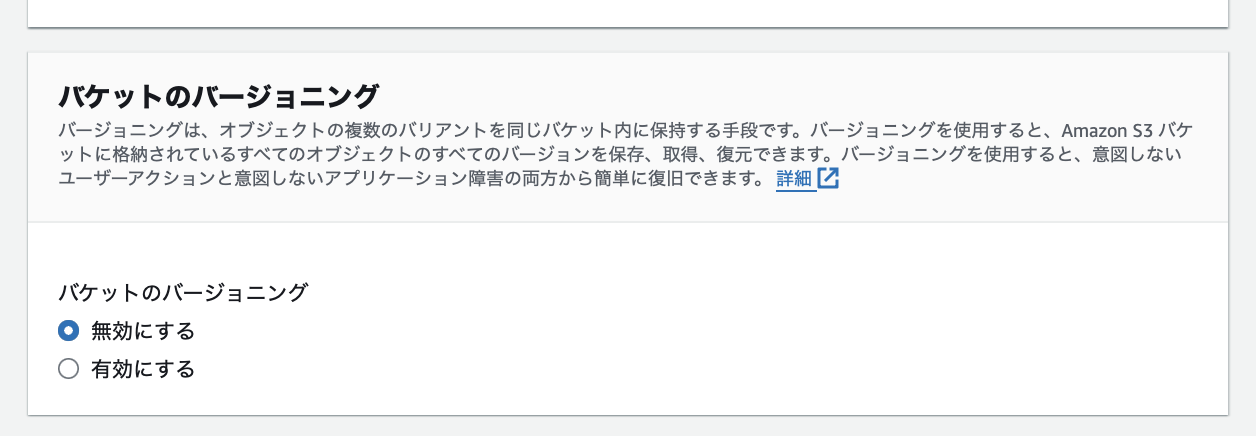 バケットのバージョニング
バージョニングは、オブジェクトの複数のバリアントを同じバケット内に保持する手段です。バージョニングを使用すると、Amazon S3 バケ
ットに格納されているすべてのオブジェクトのすべてのバージョンを保存、取得、復元できます。バージョニングを使用すると、意図しない
ユーザーアクションと意図しないアプリケーション障害の両方から簡単に復旧できます。 詳細
バケットのバージョニング
無効にする
有効にする